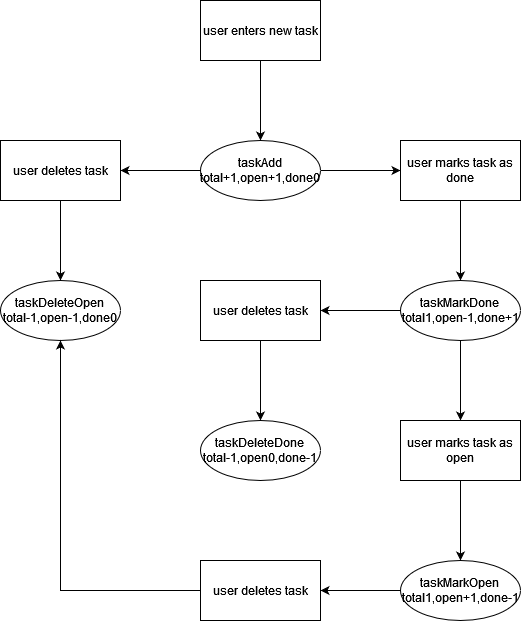 user enters new task
user deletes task
taskAdd
total+1,open+1,done0
user marks task as
done
taskDeleteOpen
total-1,open-1,done0
user deletes task
taskMarkDone
total1,open-1,done+1
taskDeleteDone
total-1,open0,done-1
user marks task as
open
user deletes task
taskMarkOpen
total1,open+1,done-1